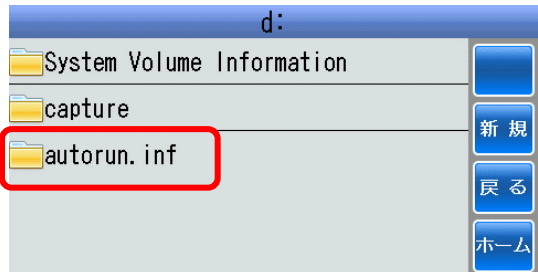 d:
System Volume Information
capture
autorun.inf
新規
戻る
ホーム